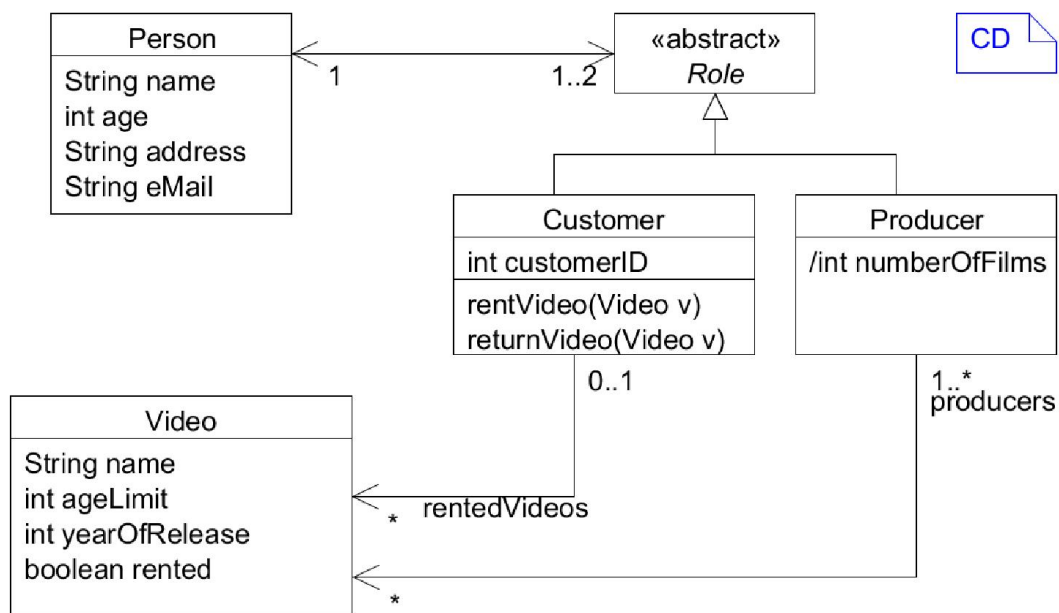 Person
String name
int age
String address
String eMail
1
1..2
«abstract»
Role
CD
Customer
int customerID
rentVideo(Video v)
returnVideo(Video v)
Producer
/int numberOfFilms
0..1
1..*
producers
Video
String name
int ageLimit
int yearOfRelease
boolean rented
*
rentedVideos
*